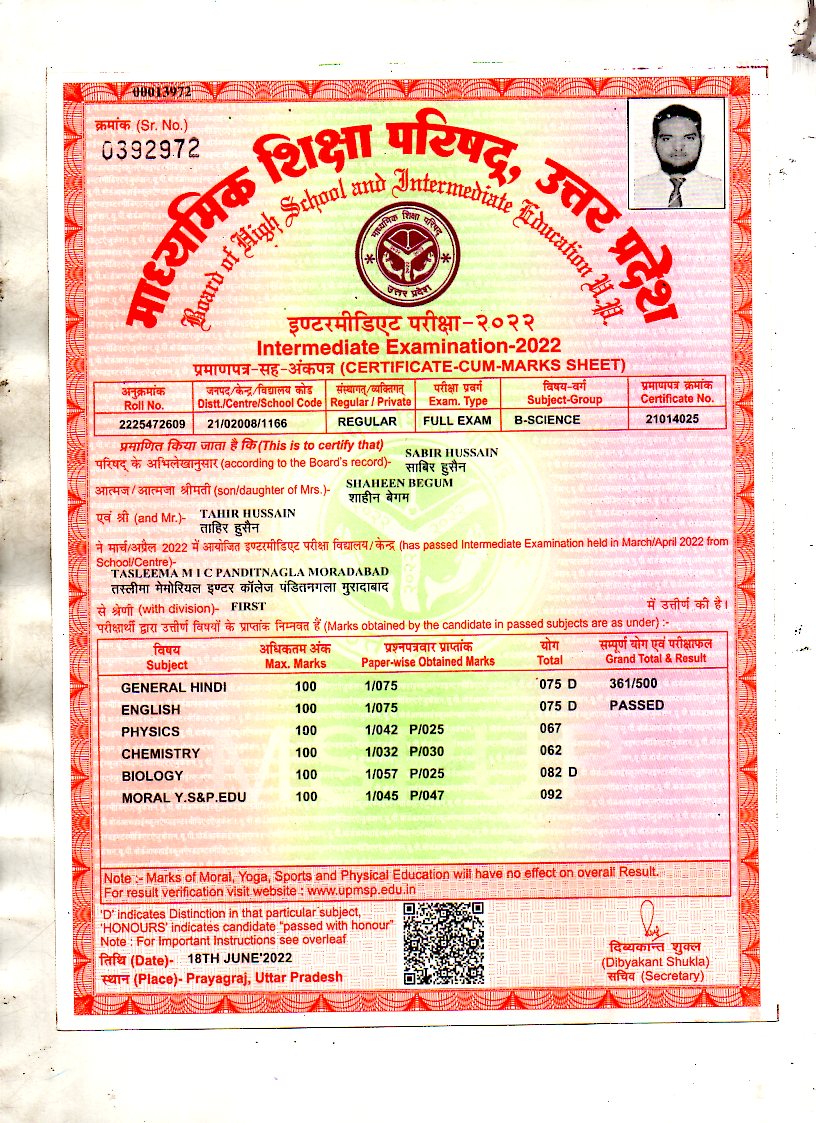 00013972
क्रमांक (Sr. No.)
0392972
माध्यमिक शिक्षा परिषद्, उत्तर प्रदेश
Board of High School and Intermediate Education U.P.
माध्यमिक शिक्षा परिषद्
उत्तर प्रदेश
इण्टरमीडिएट परीक्षा-२०२२
Intermediate Examination-2022
प्रमाणपत्र-सह-अंकपत्र (CERTIFICATE-CUM-MARKS SHEET)
अनुक्रमांक जनपद/केन्द्र/विद्यालय कोड संस्थागत/व्यक्तिगत् परीक्षा प्रवर्ग विषय-वर्ग प्रमाणपत्र क्रमांक
Roll No. Distt./Centre/School Code Regular / Private Exam. Type Subject-Group Certificate No.
2225472609 21/02008/1166 REGULAR FULL EXAM B-SCIENCE 21014025
प्रमाणित किया जाता है कि (This is to certify that)
SABIR HUSSAIN
परिषद् के अभिलेखानुसार (according to the Board's record)- साबिर हुसैन
SHAHEEN BEGUM
आत्मज/आत्मजा श्रीमती (son/daughter of Mrs.)- शाहीन बेगम
एवं श्री (and Mr.)- TAHIR HUSSAIN
ताहिर हुसैन
ने मार्च/अप्रैल 2022 में आयोजित इण्टरमीडिएट परीक्षा विद्यालय/केन्द्र (has passed Intermediate Examination held in March/April 2022 from
School/Centre)-
TASLEEMA M I C PANDITNAGLA MORADABAD
तस्लीमा मेमोरियल इण्टर कॉलेज पंडितनगला मुरादाबाद
से श्रेणी (with division)- FIRST में उत्तीर्ण की है।
परीक्षार्थी द्वारा उत्तीर्ण विषयों के प्राप्तांक निम्नवत हैं (Marks obtained by the candidate in passed subjects are as under) :-
विषय अधिकतम अंक प्रश्नपत्रवार प्राप्तांक योग सम्पूर्ण योग एवं परीक्षाफल
Subject Max. Marks Paper-wise Obtained Marks Total Grand Total & Result
GENERAL HINDI 100 1/075 075 D 361/500
ENGLISH 100 1/075 075 D PASSED
PHYSICS 100 1/042 P/025 067
CHEMISTRY 100 1/032 P/030 062
BIOLOGY 100 1/057 P/025 082 D
MORAL Y.S&P.EDU 100 1/045 P/047 092
Note :- Marks of Moral, Yoga, Sports and Physical Education will have no effect on overall Result.
For result verification visit website : www.upmsp.edu.in
'D' indicates Distinction in that particular subject,
'HONOURS' indicates candidate "passed with honour"
Note : For Important Instructions see overleaf
तिथि (Date)- 18TH JUNE'2022
स्थान (Place)- Prayagraj, Uttar Pradesh
दिव्यकान्त शुक्ल
(Dibyakant Shukla)
सचिव (Secretary)